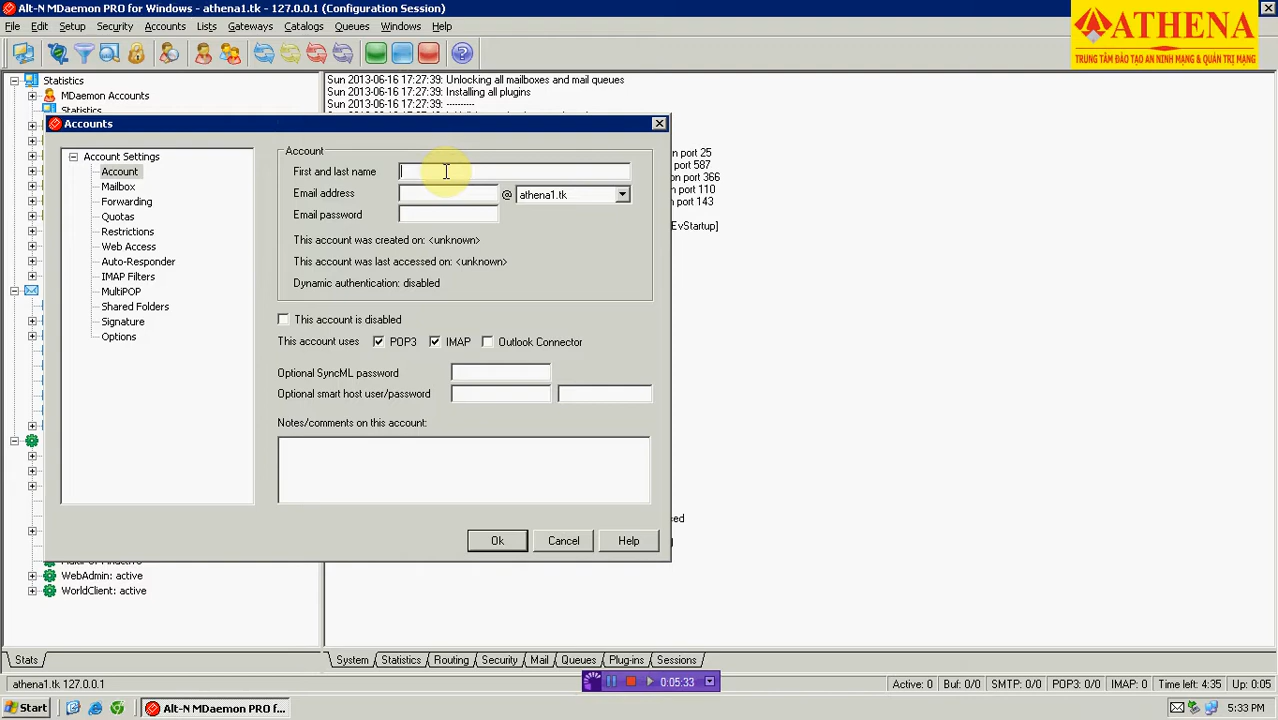 Alt-N MDaemon PRO for Windows - athena1.tk - 127.0.0.1 (Configuration Session)
File Edit Setup Security Accounts Lists Gateways Catalogs Queues Windows Help
ATHENA
TRUNG TÂM ĐÀO TẠO AN NINH MẠNG & QUẢN TRỊ MẠNG
Statistics
MDaemon Accounts
Statistics
Sun 2013-06-16 17:27:39: Unlocking all mailboxes and mail queues
Sun 2013-06-16 17:27:39: Installing all plugins
Sun 2013-06-16 17:27:39: ----------
on port 25
port 587
on port 366
on port 110
port 143
EvStartup]
Accounts
Account Settings
Account
Mailbox
Forwarding
Quotas
Restrictions
Web Access
Auto-Responder
IMAP Filters
MultiPOP
Shared Folders
Signature
Options
Account
First and last name
Email address @ athena1.tk
Email password
This account was created on: <unknown>
This account was last accessed on: <unknown>
Dynamic authentication: disabled
This account is disabled
This account uses POP3 IMAP Outlook Connector
Optional SyncML password
Optional smart host user/password
Notes/comments on this account:
Ok Cancel Help
ed
WebAdmin: active
WorldClient: active
Stats
System Statistics Routing Security Mail Queues Plug-ins Sessions
0:05:33
athena1.tk 127.0.0.1
Active: 0 Buf: 0/0 SMTP: 0/0 POP3: 0/0 IMAP: 0 Time left: 4:35 Up: 0:05
Start
Alt-N MDaemon PRO f...
5:33 PM